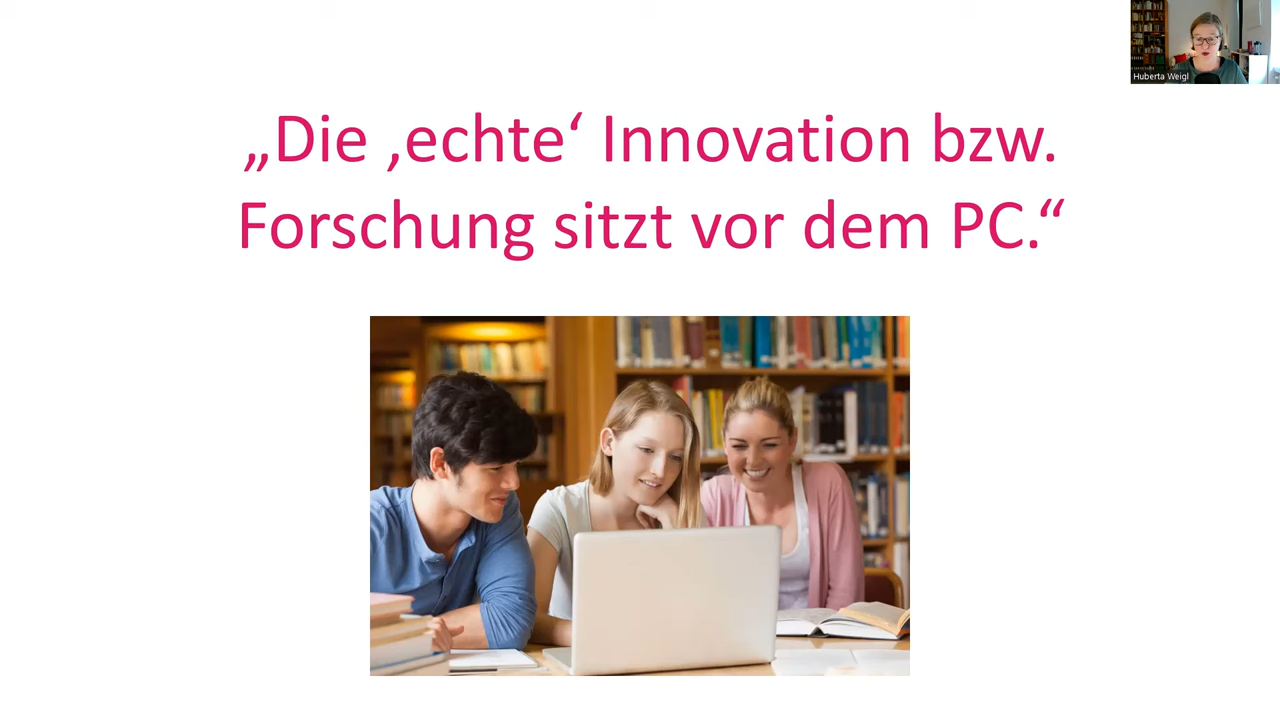 Huberta Weigl
„Die ‚echte‘ Innovation bzw.
Forschung sitzt vor dem PC.“